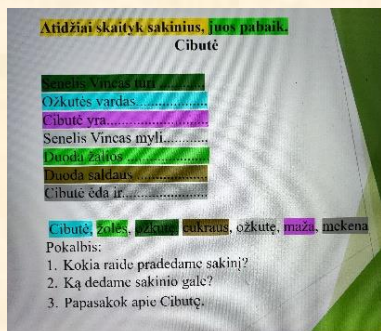 Atidžiai skaityk sakinius, juos pabaik.
Cibutė
Senelis Vincas turi ............
Ožkutės vardas....................
Cibutė yra............................
Senelis Vincas myli............
Duoda žalios .....................
Duoda saldaus ...................
Cibutė ėda ir.......................
Cibutė, žolės, ožkutę, cukraus, ožkutę, maža, mekena
Pokalbis:
1. Kokia raide pradedame sakinį?
2. Ką dedame sakinio gale?
3. Papasakok apie Cibutę.